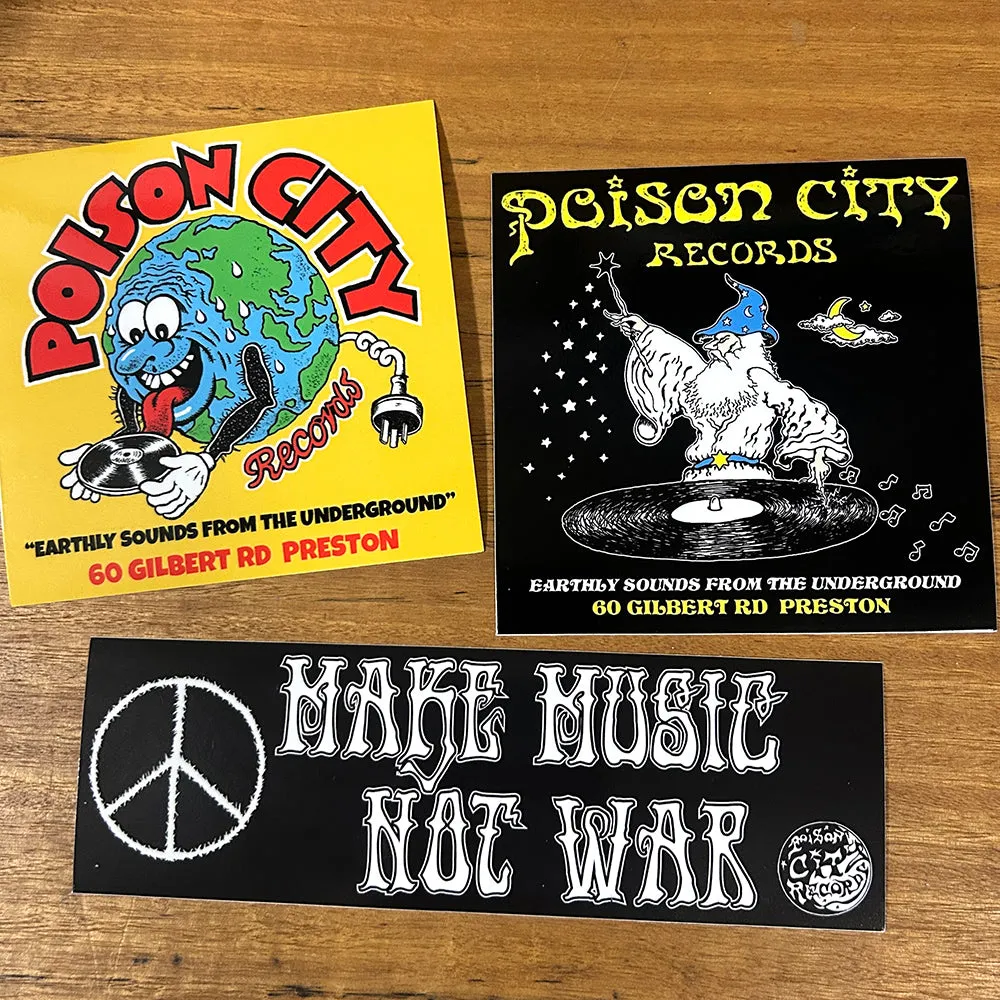 POISON CITY
Records
“EARTHLY SOUNDS FROM THE UNDERGROUND”
60 GILBERT RD PRESTON
POISON CITY
RECORDS
EARTHLY SOUNDS FROM THE UNDERGROUND
60 GILBERT RD PRESTON
MAKE MUSIC
NOT WAR
POISON
CITY
RECORDS